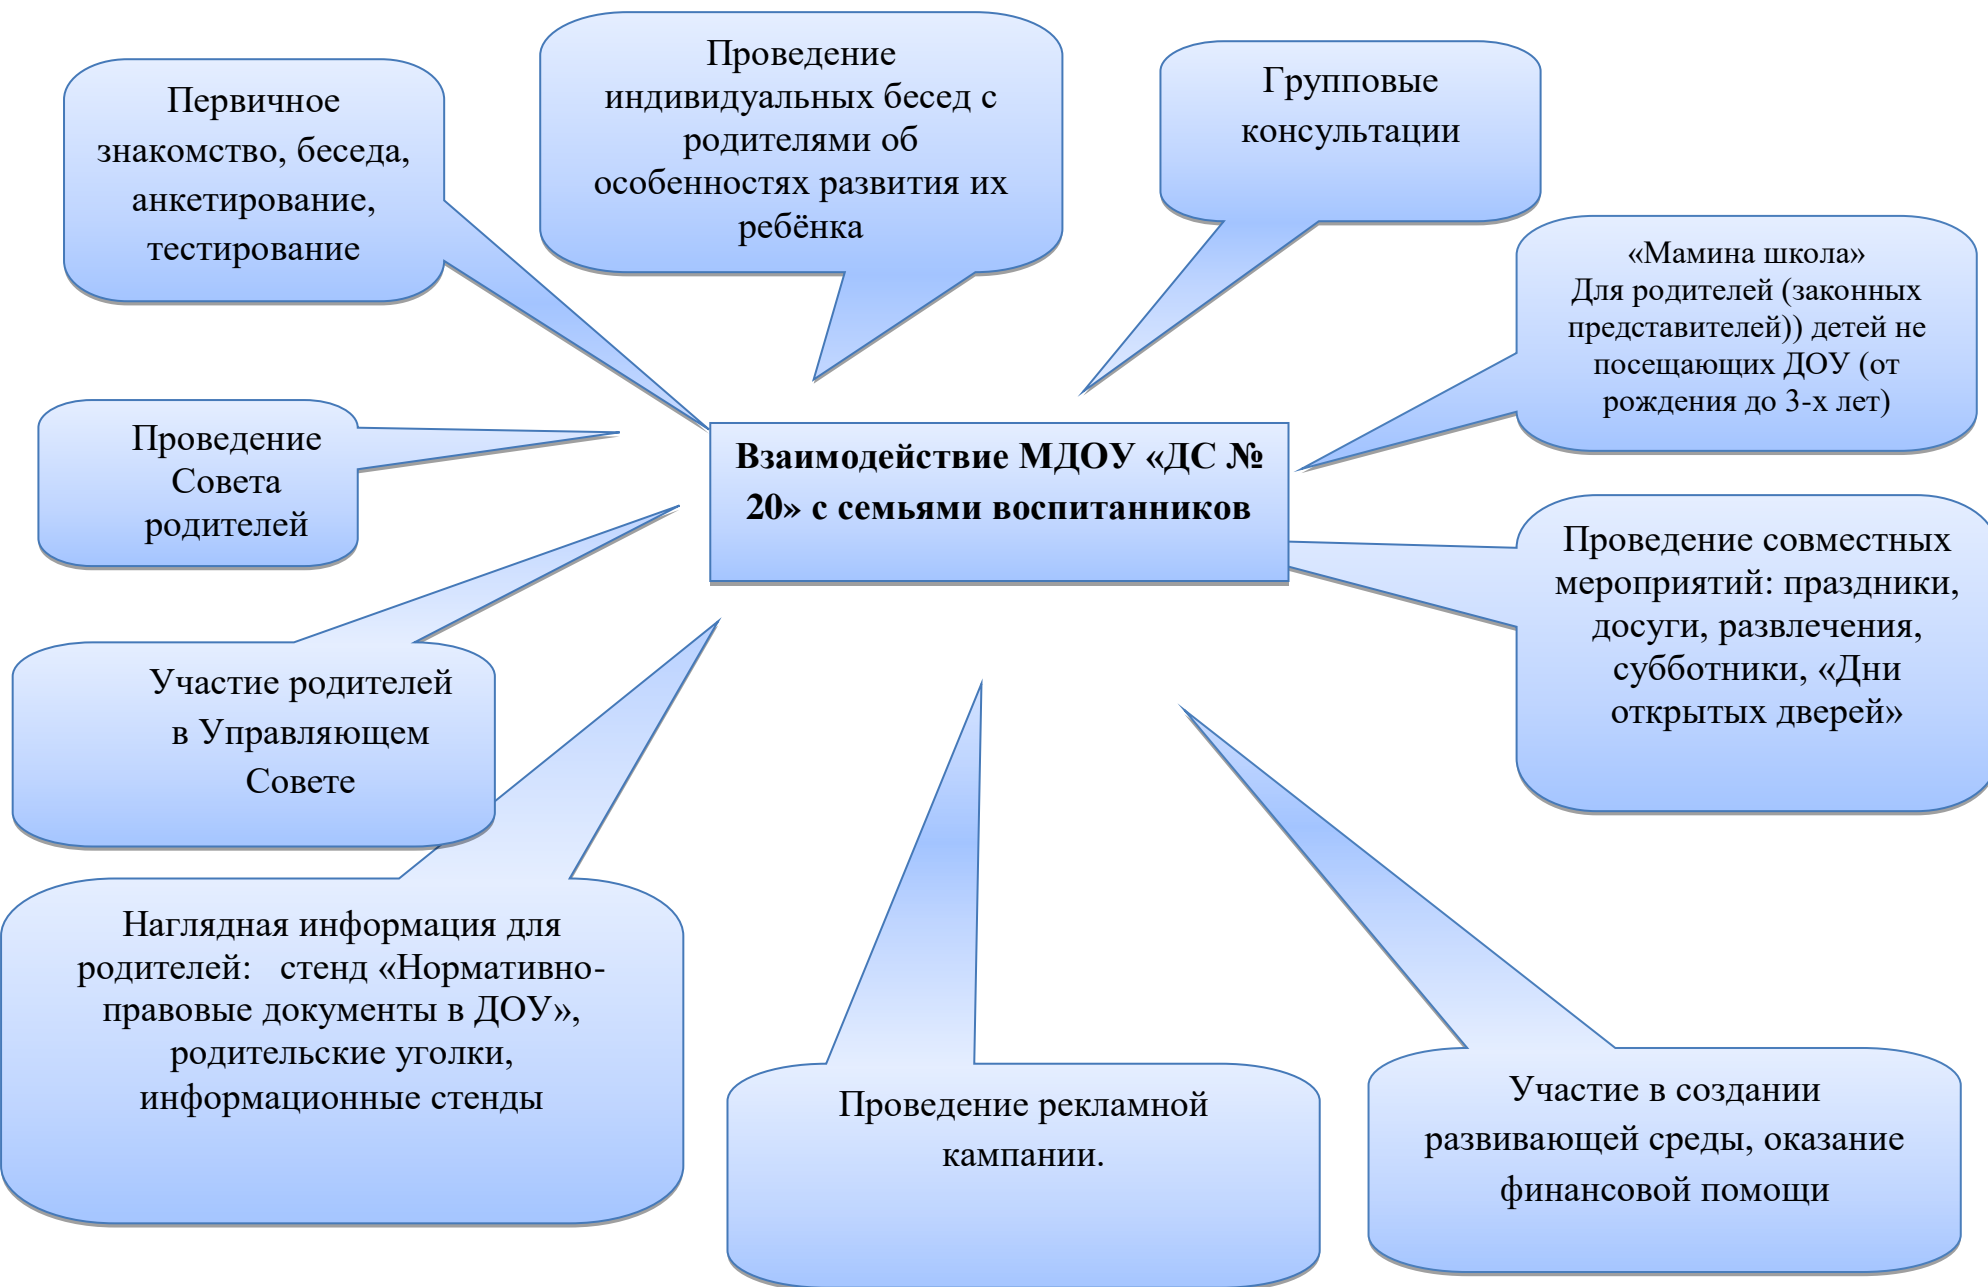 Первичное
знакомство, беседа,
анкетирование,
тестирование
Проведение
индивидуальных бесед с
родителями об
особенностях развития их
ребёнка
Групповые
консультации
«Мамина школа»
Для родителей (законных
представителей)) детей не
посещающих ДОУ (от
рождения до 3-х лет)
Проведение
Совета
родителей
Взаимодействие МДОУ «ДС №
20» с семьями воспитанников
Проведение совместных
мероприятий: праздники,
досуги, развлечения,
субботники, «Дни
открытых дверей»
Участие родителей
в Управляющем
Совете
Наглядная информация для
родителей: стенд «Нормативно-
правовые документы в ДОУ»,
родительские уголки,
информационные стенды
Проведение рекламной
кампании.
Участие в создании
развивающей среды, оказание
финансовой помощи